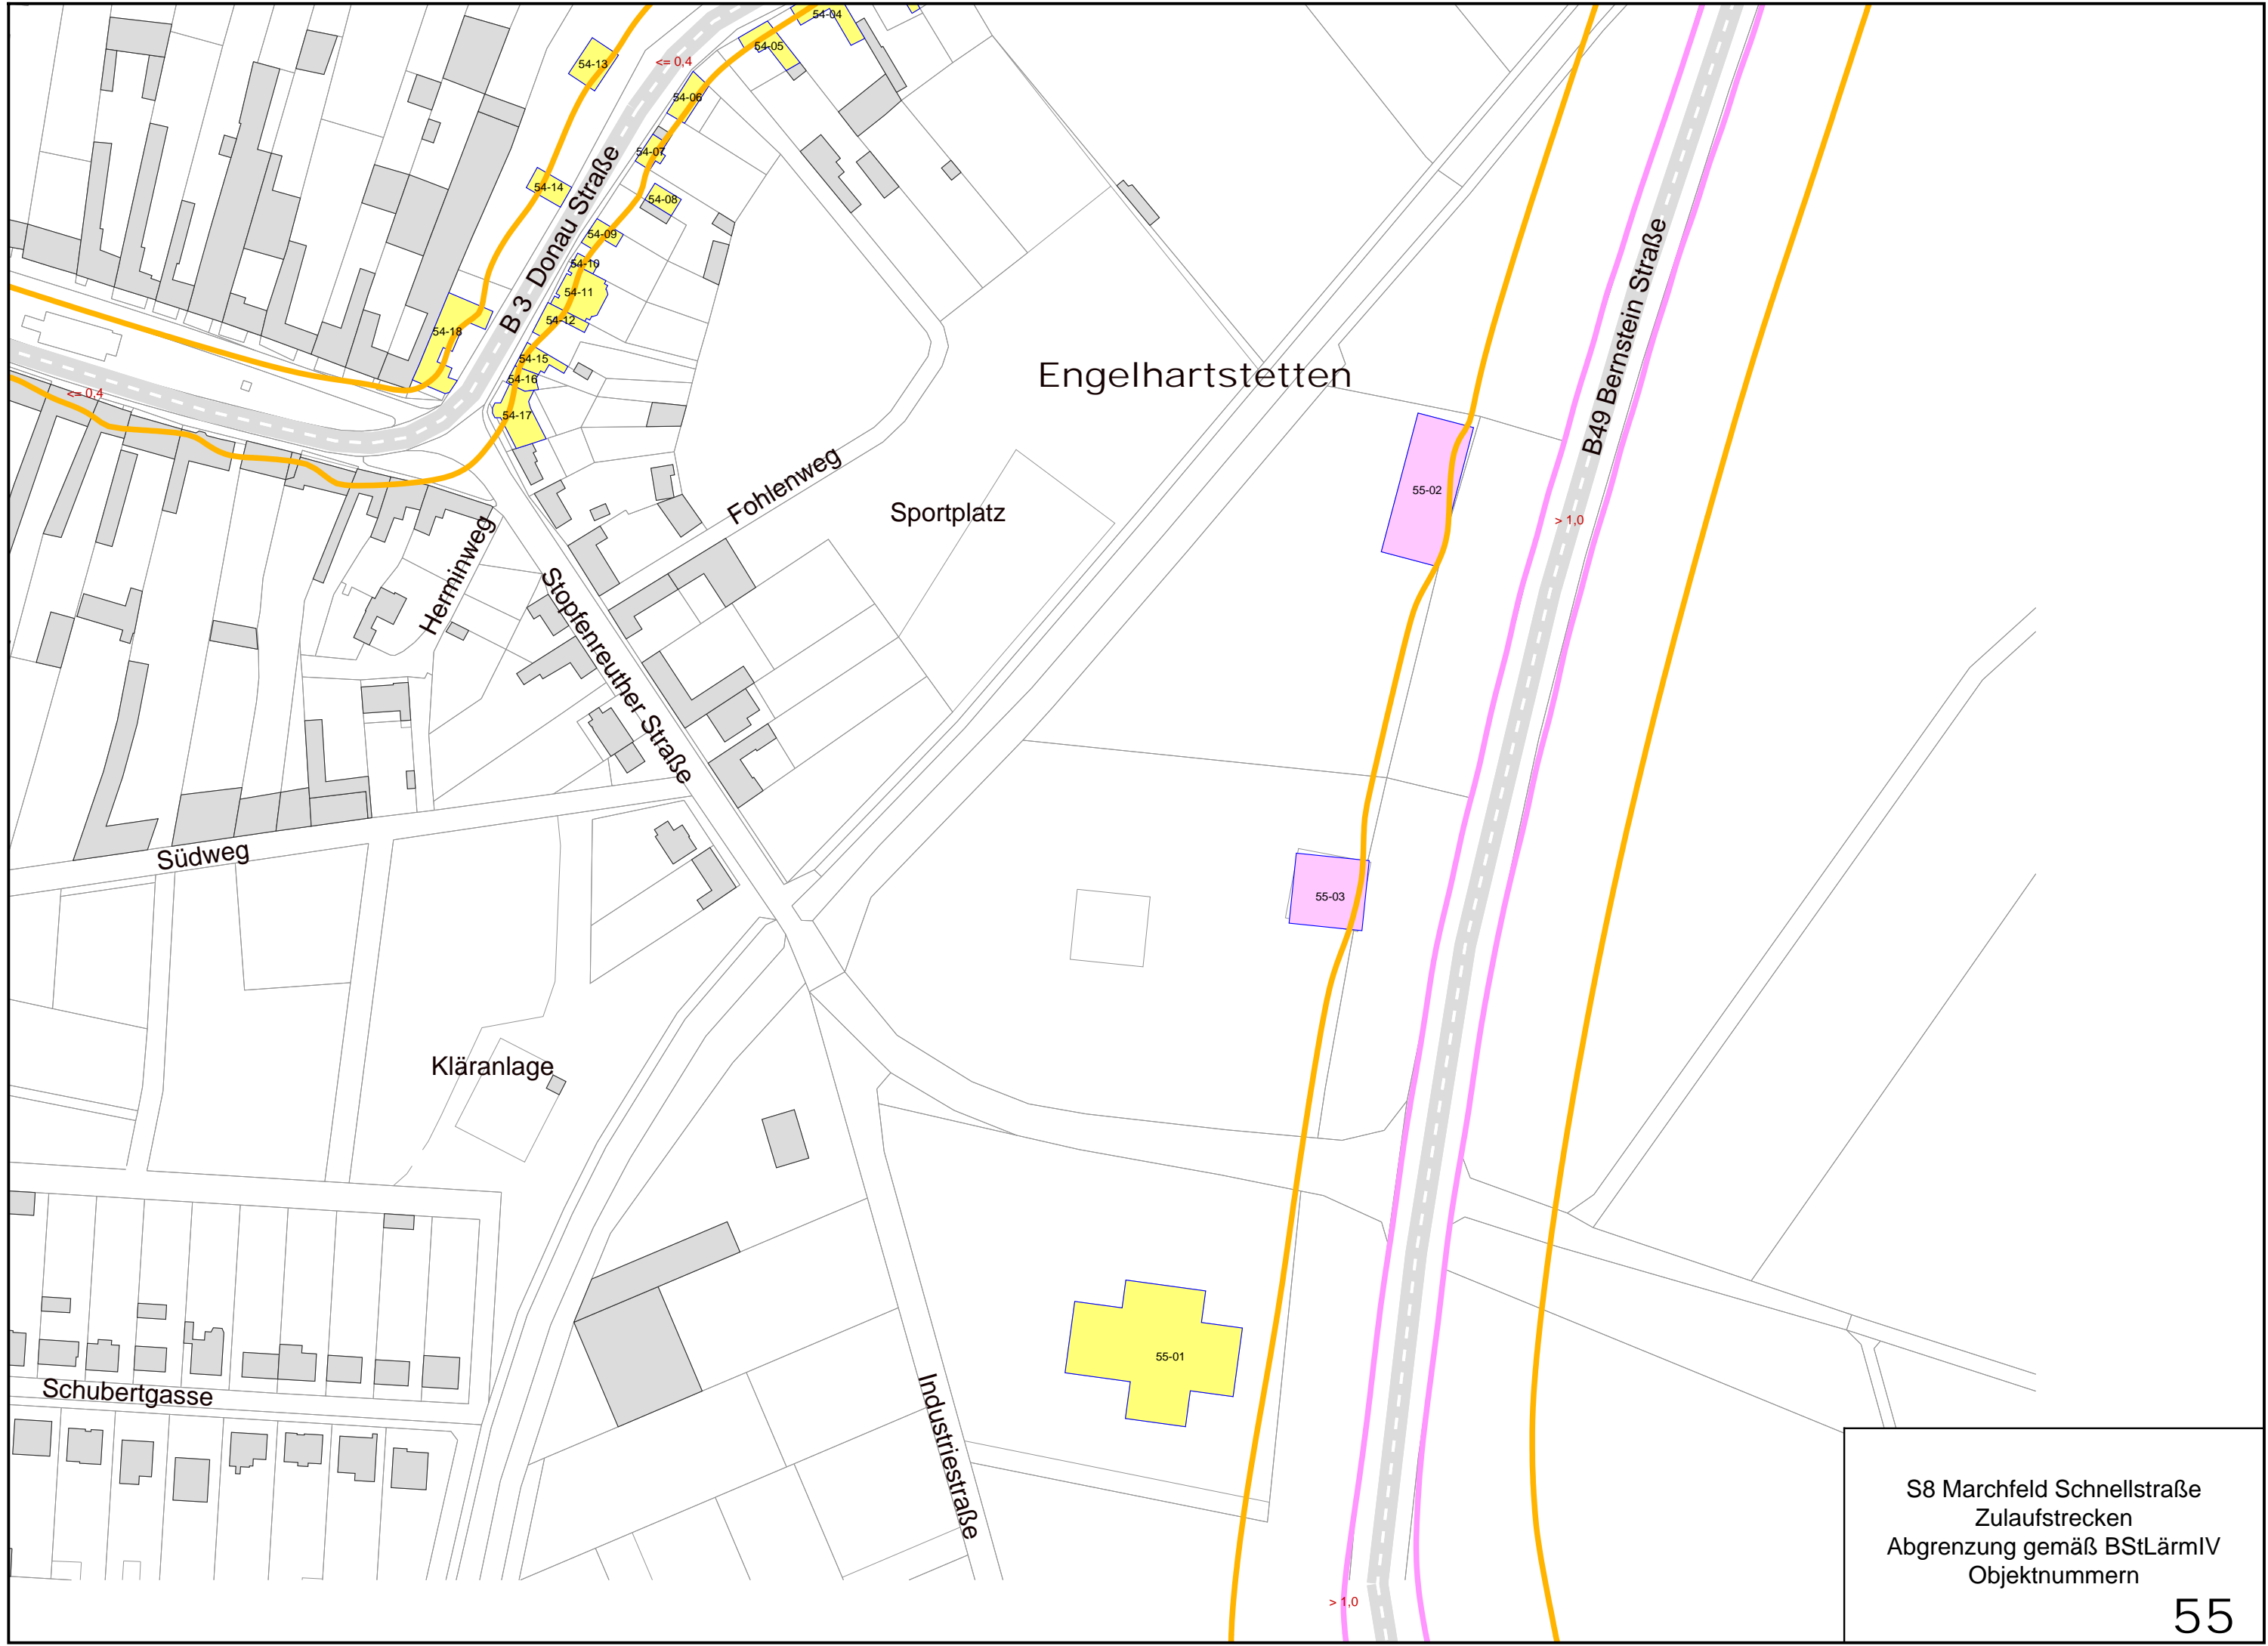 54-04
54-05
54-13
<= 0,4
54-06
54-07
54-14
54-08
54-09
54-10
54-11
54-12
54-18
54-15
54-16
54-17
<= 0,4
B 3 Donau Straße
B49 Bernstein Straße
Engelhartstetten
Fohlenweg
Sportplatz
55-02
> 1,0
Herminweg
Stopfenreuther Straße
Südweg
55-03
Kläranlage
55-01
Schubertgasse
Industriestraße
> 1,0
S8 Marchfeld Schnellstraße
Zulaufstrecken
Abgrenzung gemäß BStLärmIV
Objektnummern
55